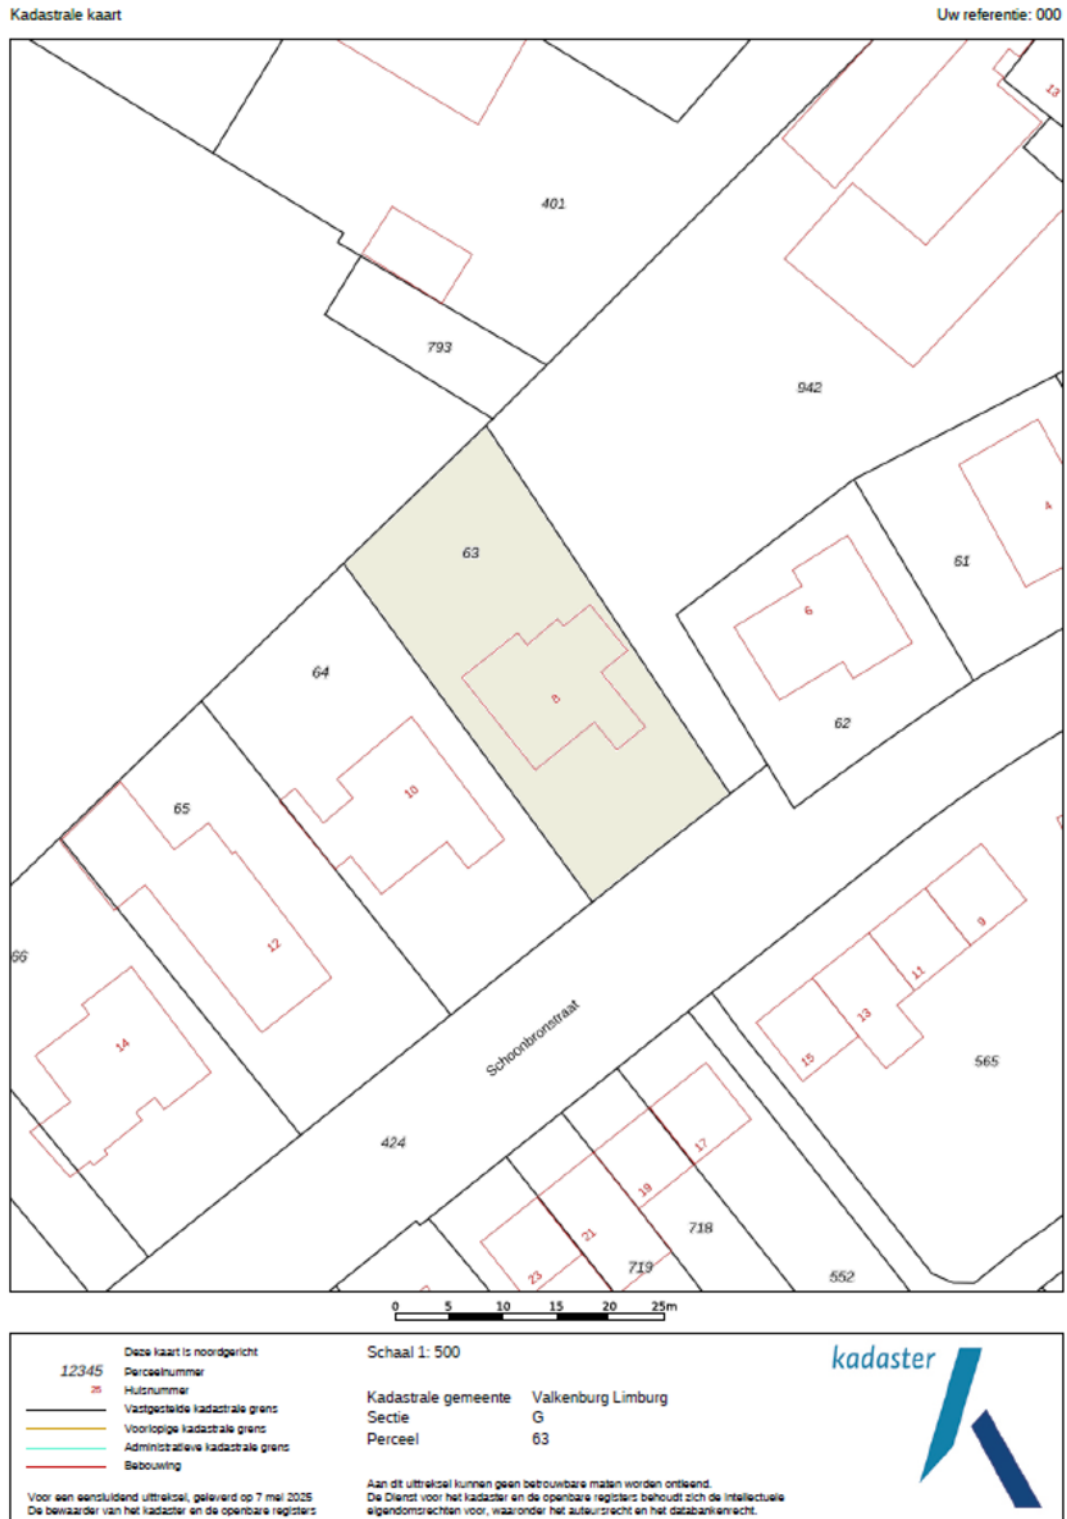 Kadastrale kaart
Uw referentie: 000
13
401
793
942
4
63
61
6
64
8
62
10
65
12
9
66
11
13
14
15
565
Schoonbronstraat
424
17
19
718
21
719
23
552
0 5 10 15 20 25m
Deze kaart is noordgericht
12345 Perceelnummer
25 Huisnummer
Vastgestelde kadastrale grens
Voorlopige kadastrale grens
Administratieve kadastrale grens
Bebouwing
Voor een eensluidend uittreksel, geleverd op 7 mei 2025
De bewaarder van het kadaster en de openbare registers
Schaal 1: 500
Kadastrale gemeente Valkenburg Limburg
Sectie G
Perceel 63
Aan dit uittreksel kunnen geen betrouwbare maten worden ontleend.
De Dienst voor het kadaster en de openbare registers behoudt zich de intellectuele
eigendomsrechten voor, waaronder het auteursrecht en het databankenrecht.
kadaster